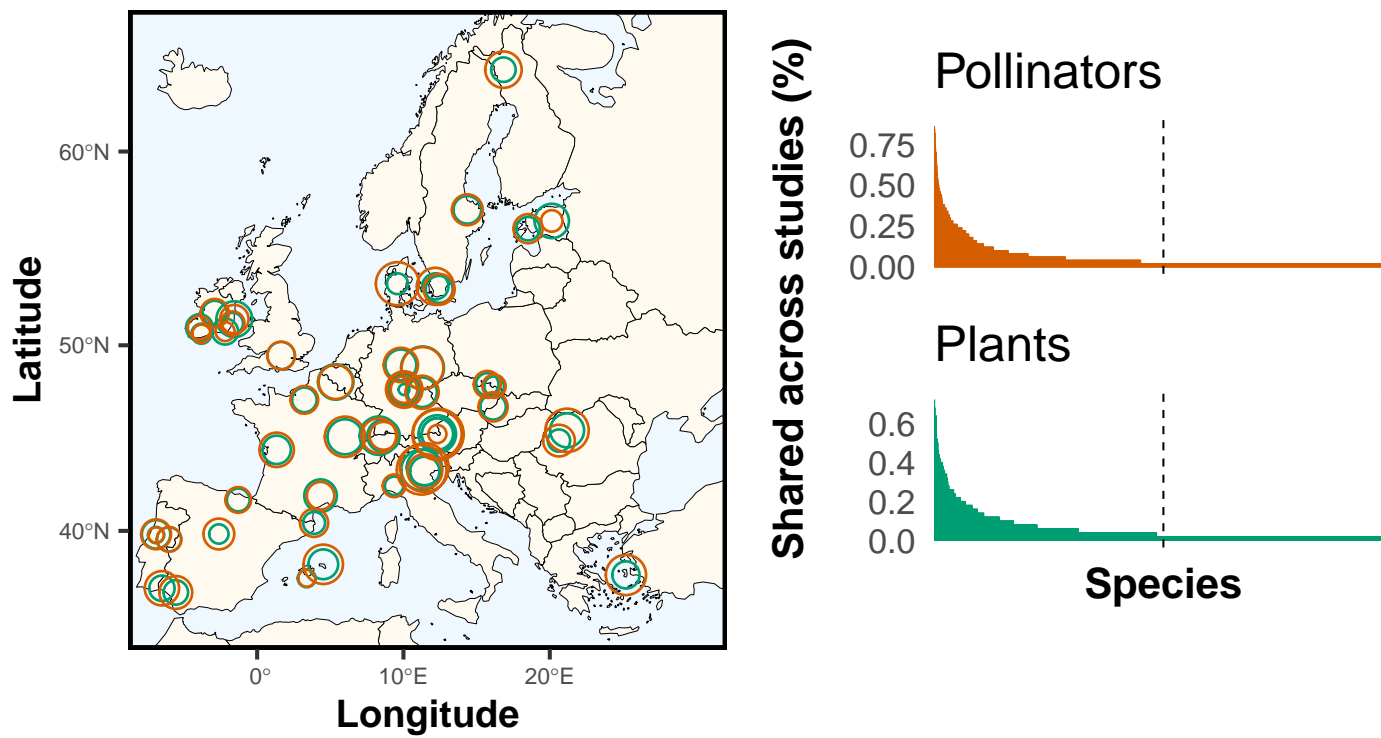 Latitude
60°N
50°N
40°N
0°
10°E
20°E
Longitude
Shared across studies (%)
Pollinators
0.75
0.50
0.25
0.00
Plants
0.6
0.4
0.2
0.0
Species